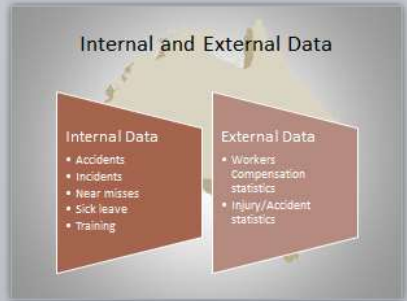 Internal and External Data
Internal Data
• Accidents
• Incidents
• Near misses
• Sick leave
• Training
External Data
• Workers
Compensation
statistics
• Injury/Accident
statistics